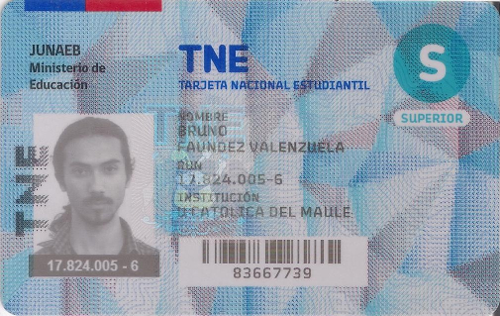 JUNAEB
Ministerio de
Educación
TNE
TARJETA NACIONAL ESTUDIANTIL
S
SUPERIOR
NOMBRE
BRUNO
FAUNDEZ VALENZUELA
RUN
17.824.005-6
INSTITUCIÓN
U CATOLICA DEL MAULE
TNE
17.824.005 - 6
83667739